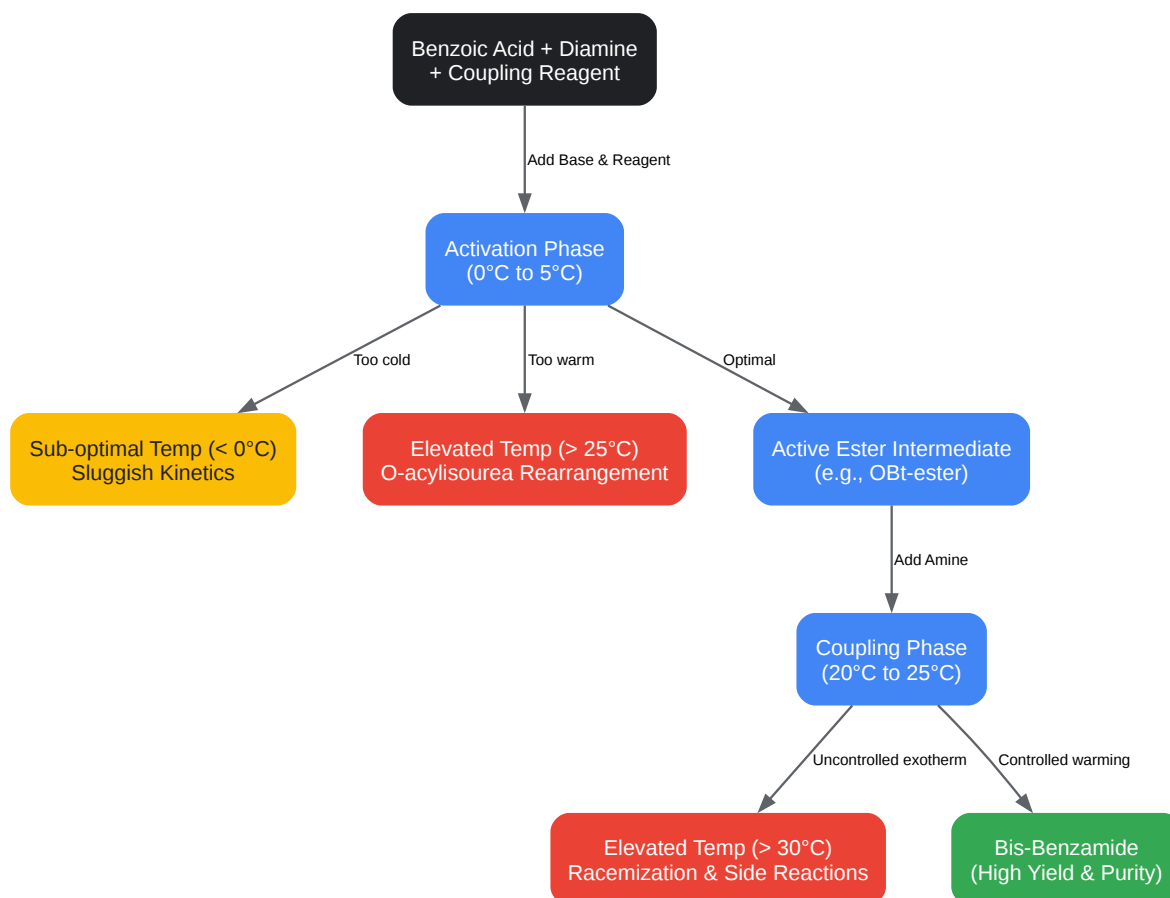 Benzoic Acid + Diamine
+ Coupling Reagent
Add Base & Reagent
Activation Phase
(0°C to 5°C)
Too cold
Too warm
Optimal
Sub-optimal Temp (< 0°C)
Sluggish Kinetics
Elevated Temp (> 25°C)
O-acylisourea Rearrangement
Active Ester Intermediate
(e.g., OBt-ester)
Add Amine
Coupling Phase
(20°C to 25°C)
Uncontrolled exotherm
Controlled warming
Elevated Temp (> 30°C)
Racemization & Side Reactions
Bis-Benzamide
(High Yield & Purity)